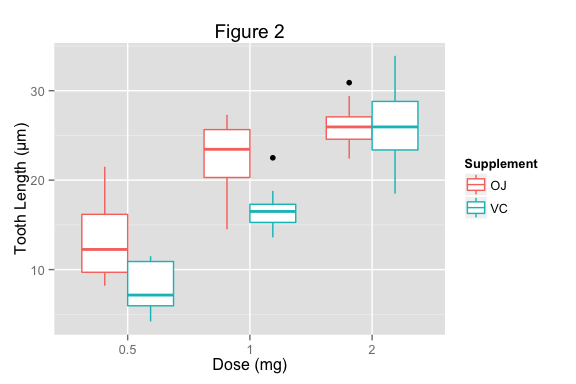 Figure 2
Tooth Length (μm)
30
20
10
0.5
1
2
Dose (mg)
Supplement
OJ
VC